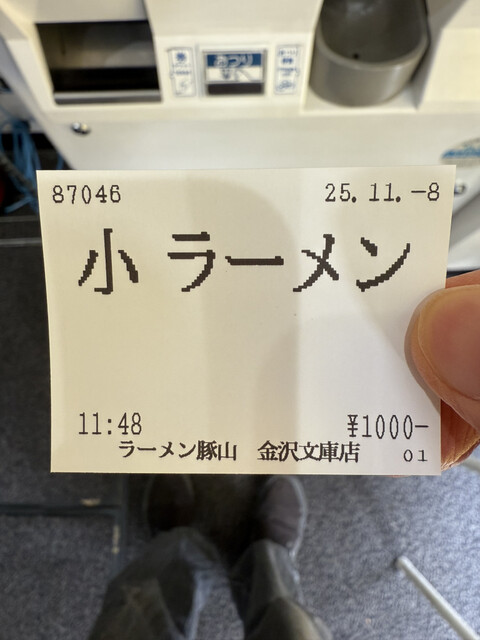 おつり
87046 25.11.-8
小 ラーメン
11:48 ¥1000-
ラーメン豚山 金沢文庫店 01